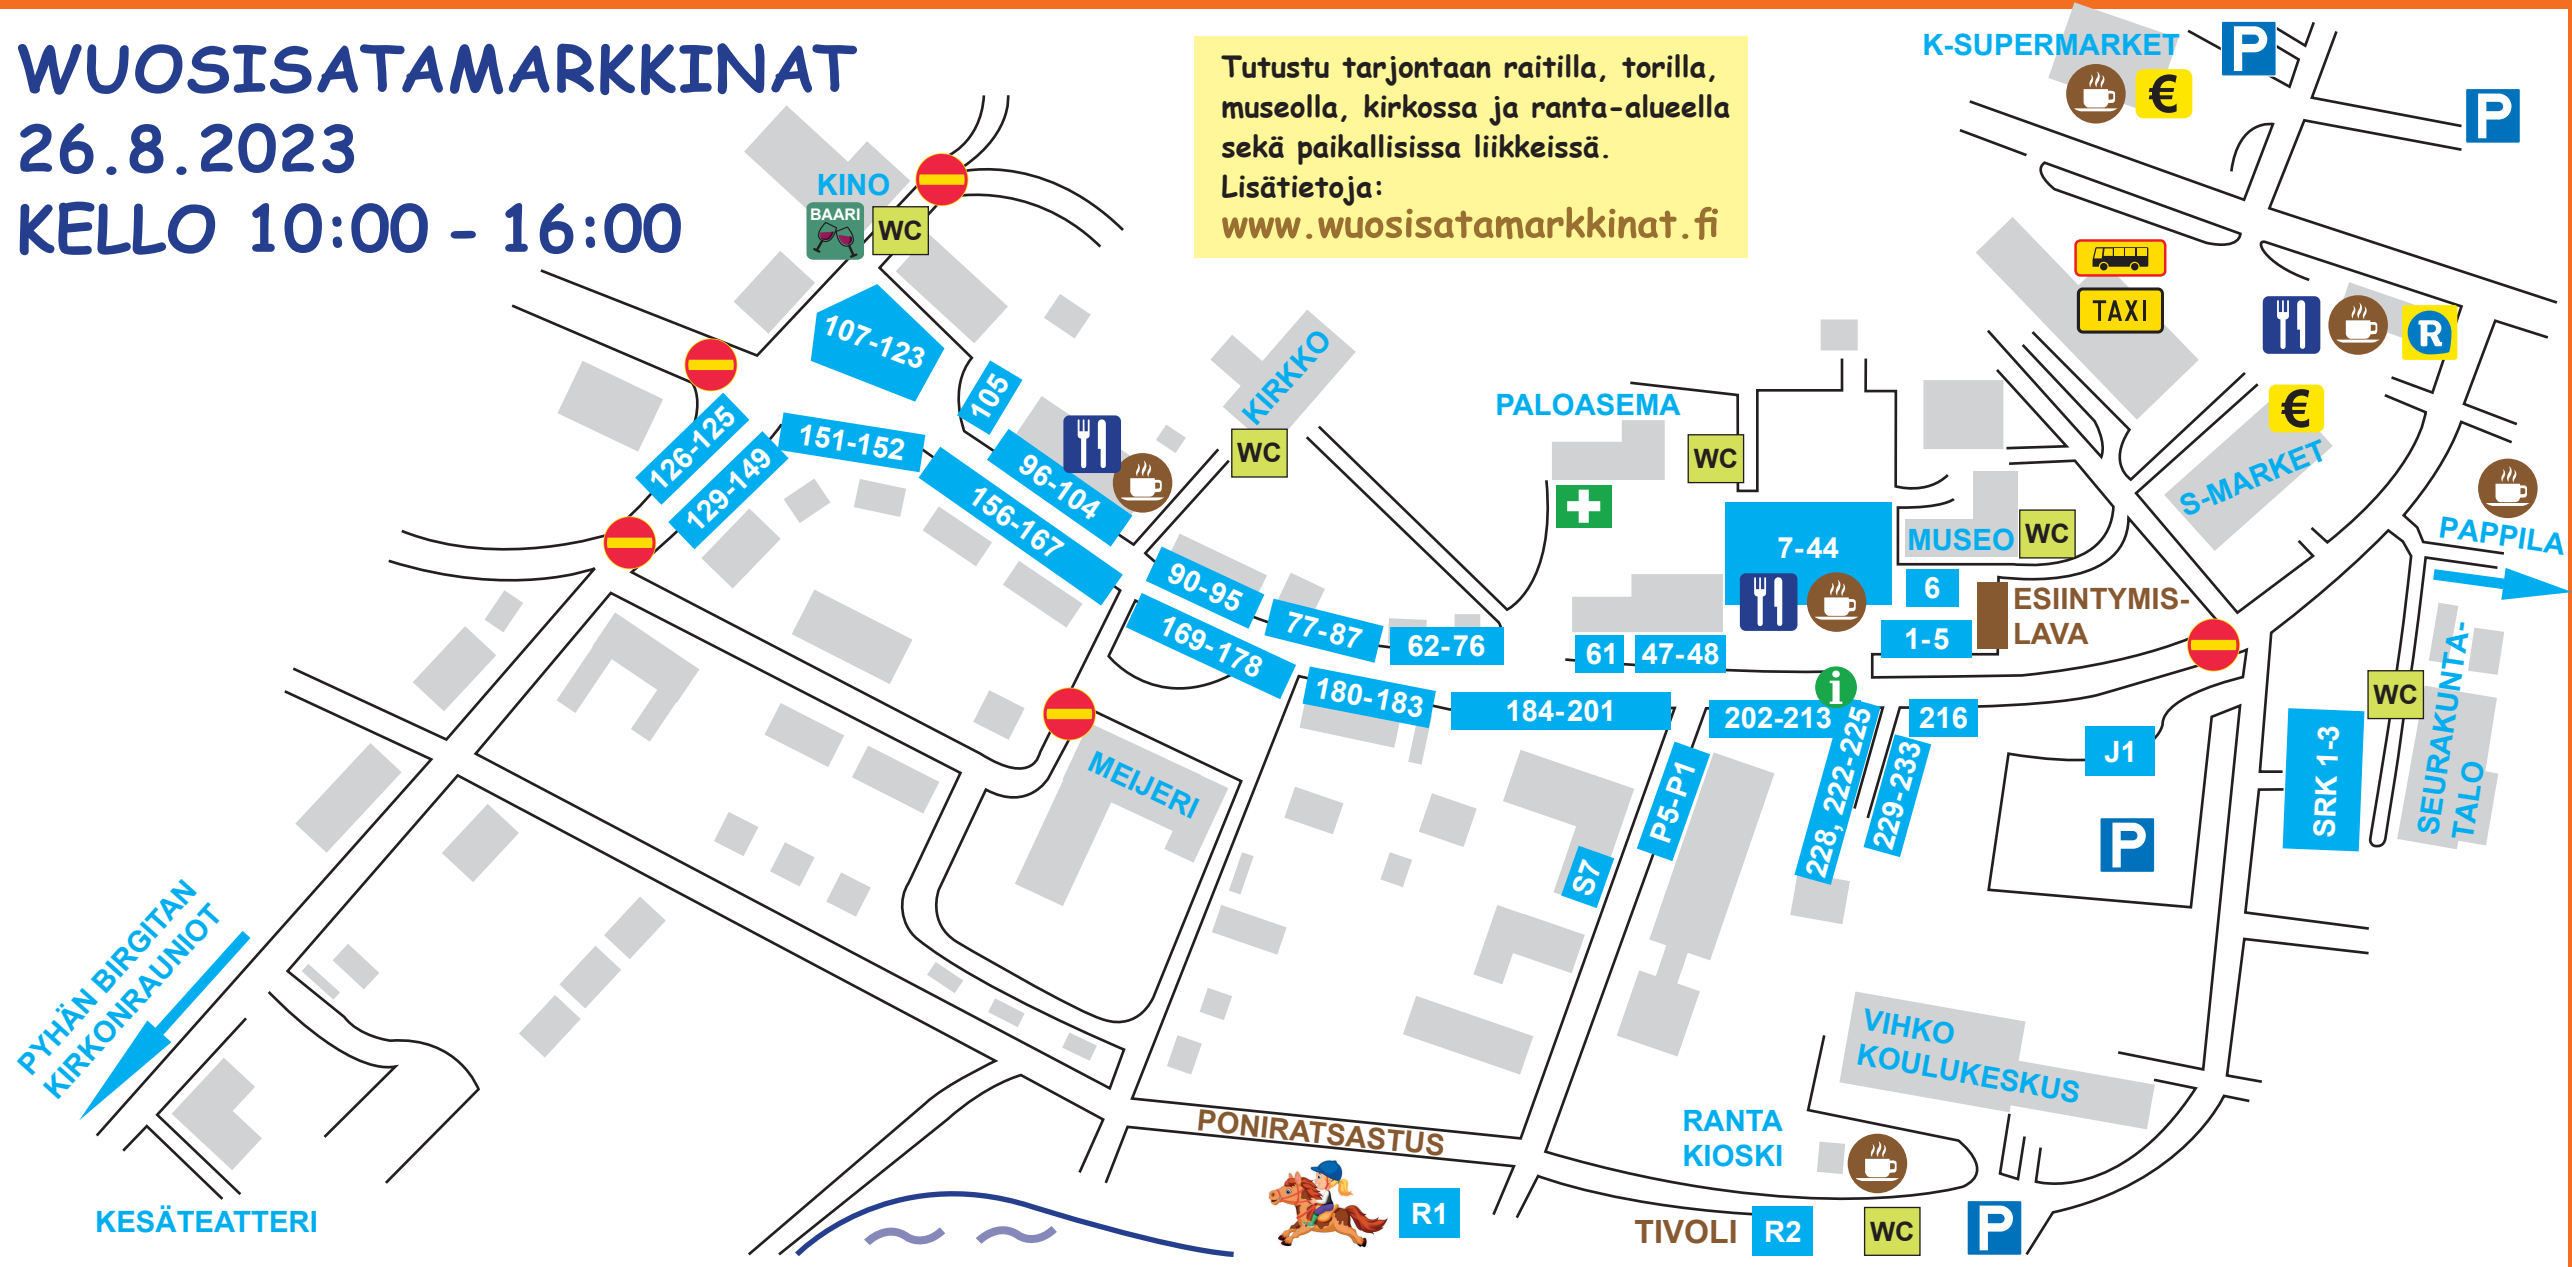 WUOSISATAMARKKINAT
26.8.2023
KELLO 10:00 - 16:00
Tutustu tarjontaan raitilla, torilla,
museolla, kirkossa ja ranta-alueella
sekä paikallisissa liikkeissä.
Lisätietoja:
www.wuosisatamarkkinat.fi
K-SUPERMARKET
P
€
P
KINO
BAARI
WC
TAXI
R
€
S-MARKET
PAPPILA
107-123
105
KIRKKO
WC
PALOASEMA
WC
126-125
129-149
151-152
96-104
156-167
7-44
MUSEO
WC
6
ESIINTYMIS-
LAVA
1-5
90-95
77-87
62-76
61
47-48
169-178
180-183
184-201
i
202-213
228, 222-225
229-233
216
J1
P
SRK 1-3
WC
SEURAKUNTA-
TALO
MEIJERI
P5-P1
S7
PYHÄN BIRGITAN
KIRKONRAUNIOT
KESÄTEATTERI
VIHKO
KOULUKESKUS
PONIRATSASTUS
R1
RANTA
KIOSKI
TIVOLI
R2
WC
P